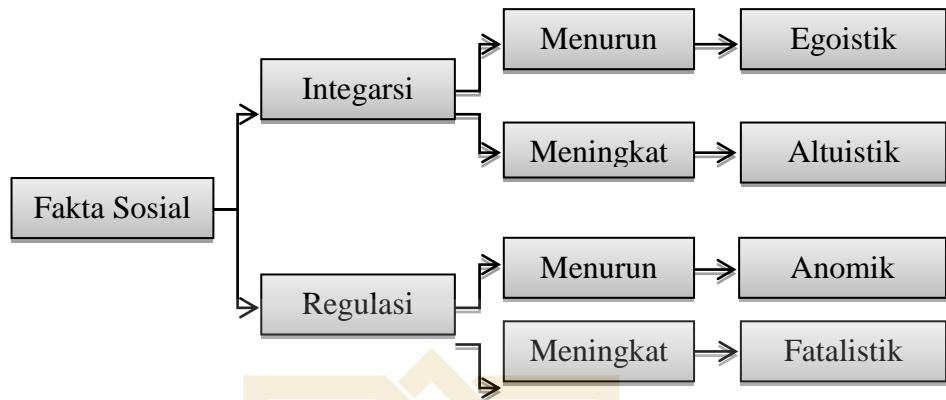 Fakta Sosial
Integarsi
Menurun
Egoistik
Meningkat
Altuistik
Regulasi
Menurun
Anomik
Meningkat
Fatalistik